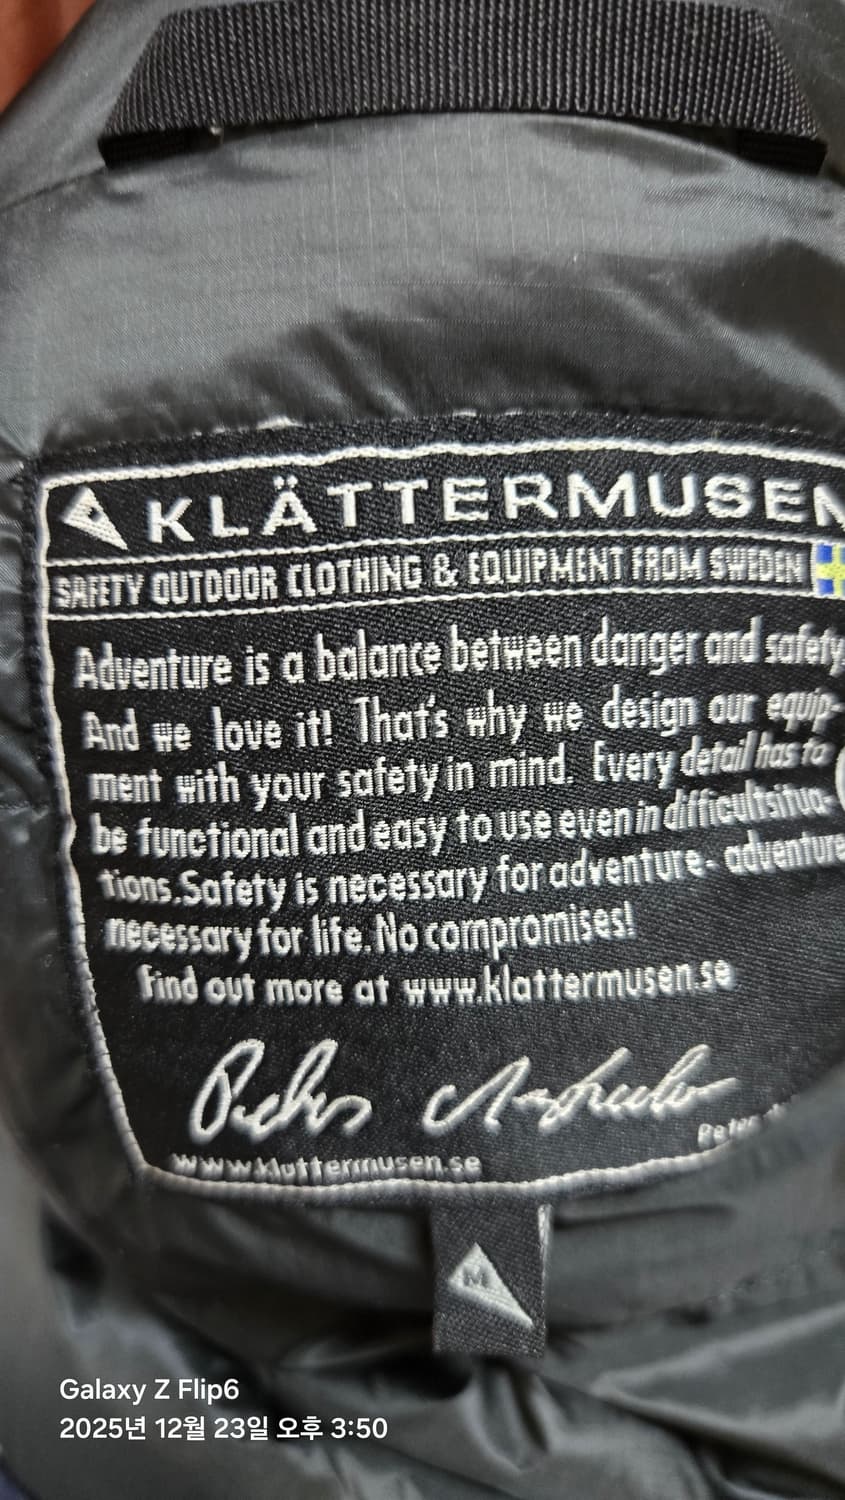 KLÄTTERMUSEN
SAFETY OUTDOOR CLOTHING & EQUIPMENT FROM SWEDEN
Adventure is a balance between danger and safety
And we love it! That's why we design our equip-
ment with your safety in mind. Every detail has to
be functional and easy to use even in difficult situa-
tions. Safety is necessary for adventure- adventure
necessary for life. No compromises!
Find out more at www.klattermusen.se
www.klattermusen.se
M
Galaxy Z Flip6
2025년 12월 23일 오후 3:50